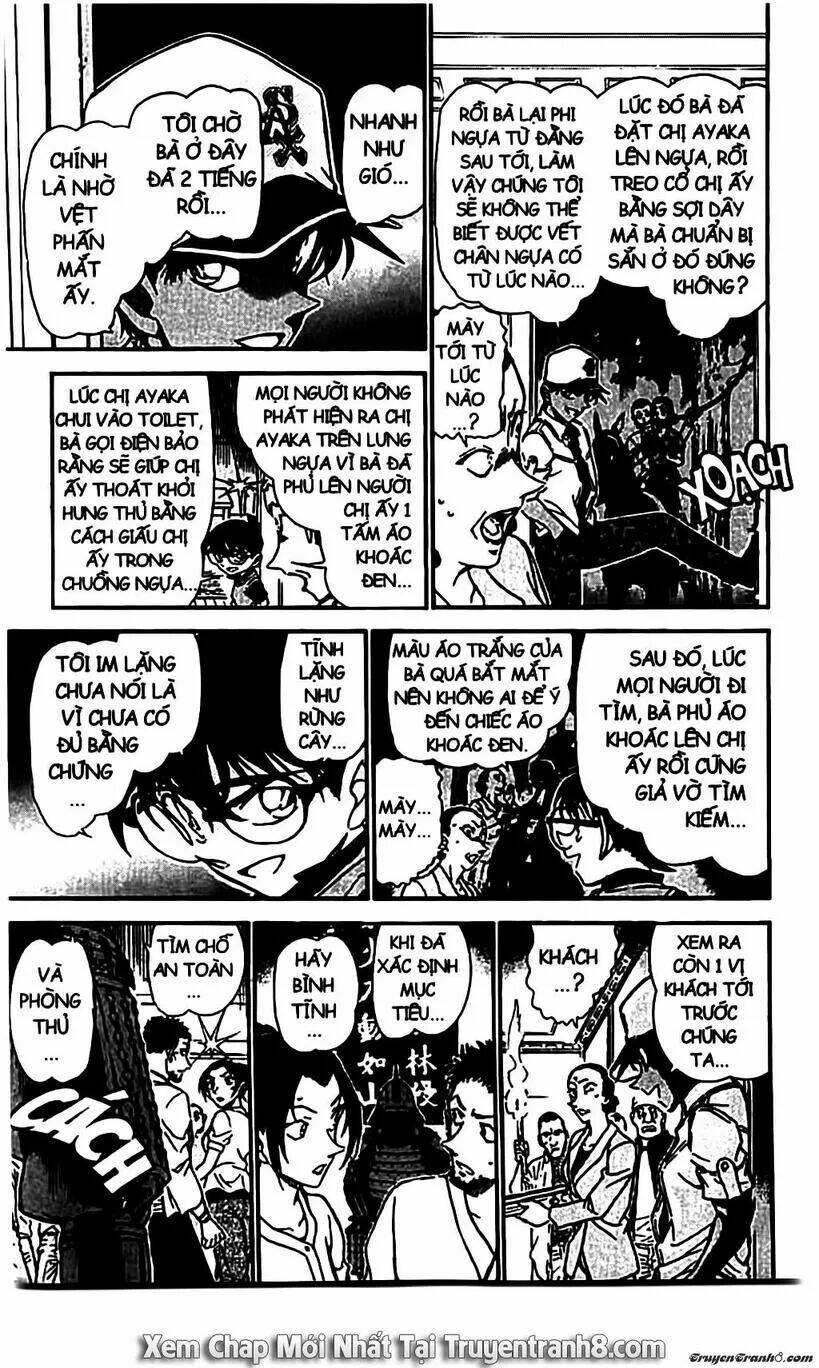 LÚC ĐÓ BÀ ĐÃ
ĐẶT CHỊ AYAKA
LÊN NGỰA, RỒI
TREO CỔ CHỊ ẤY
BẰNG SỢI DÂY
MÀ BÀ CHUẨN BỊ
SẴN Ở ĐÓ ĐÚNG
KHÔNG?
RỒI BÀ LẠI PHI
NGỰA TỪ ĐẰNG
SAU TỚI, LÀM
VẬY CHÚNG TÔI
SẼ KHÔNG THỂ
BIẾT ĐƯỢC VẾT
CHÂN NGỰA CÓ
TỪ LÚC NÀO...
MÀY
TỚI TỪ
LÚC
NÀO
...?
XOẠCH
NHANH
NHƯ
GIÓ...
TÔI CHỜ
BÀ Ở ĐÂY
ĐÃ 2 TIẾNG
RỒI...
CHÍNH
LÀ NHỜ
VỆT
PHẤN
MẮT
ẤY.
MỌI NGƯỜI KHÔNG
PHÁT HIỆN RA CHỊ
AYAKA TRÊN LƯNG
NGỰA VÌ BÀ ĐÃ
PHỦ LÊN NGƯỜI
CHỊ ẤY 1
TẤM ÁO
KHOÁC
ĐEN...
LÚC CHỊ AYAKA
CHUI VÀO TOILET,
BÀ GỌI ĐIỆN BẢO
RẰNG SẼ GIÚP CHỊ
ẤY THOÁT KHỎI
HUNG THỦ BẰNG
CÁCH GIẤU CHỊ
ẤY TRONG
CHUỒNG NGỰA...
SAU ĐÓ, LÚC
MỌI NGƯỜI ĐI
TÌM, BÀ PHỦ ÁO
KHOÁC LÊN CHỊ
ẤY RỒI CŨNG
GIẢ VỜ TÌM
KIẾM...
MÀU ÁO TRẮNG CỦA
BÀ QUÁ BẮT MẮT
NÊN KHÔNG AI ĐỂ Ý
ĐẾN CHIẾC ÁO
KHOÁC ĐEN.
MÀY...
MÀY...
TĨNH
LẶNG
NHƯ
RỪNG
CÂY...
TÔI IM LẶNG
CHƯA NÓI LÀ
VÌ CHƯA CÓ
ĐỦ BẰNG
CHỨNG
...
XEM RA
CÒN 1 VỊ
KHÁCH TỚI
TRƯỚC
CHÚNG
TA...
KHÁCH
...?
KHI ĐÃ
XÁC ĐỊNH
MỤC
TIÊU...
HÃY
BÌNH
TĨNH
...
動如山
林
TÌM CHỖ
AN TOÀN
...
VÀ
PHÒNG
THỦ
...
CÁCH
Xem Chap Mới Nhất Tại Truyentranh8.com
TruyenTranh8.com